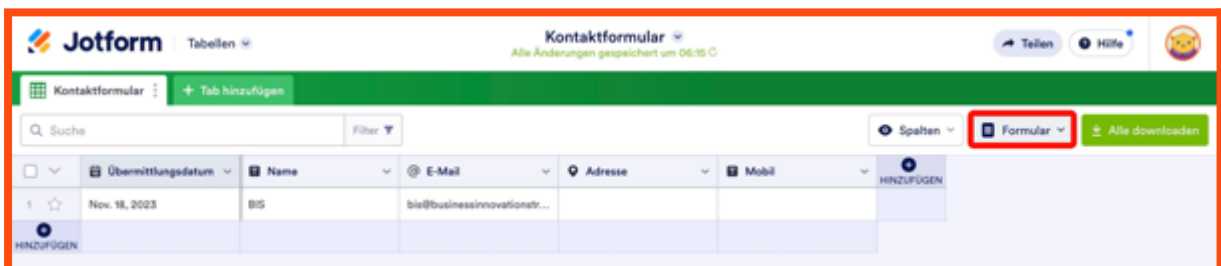 Jotform Tabellen
Kontaktformular
Alle Änderungen gespeichert um 06:15
Teilen Hilfe
Kontaktformular + Tab hinzufügen
Suche Filter Spalten Formular Alle downloaden
Übermittlungsdatum Name @ E-Mail Adresse Mobil HINZUFÜGEN
1 Nov. 18, 2023 BIS bis@businessinnovationstr...
HINZUFÜGEN